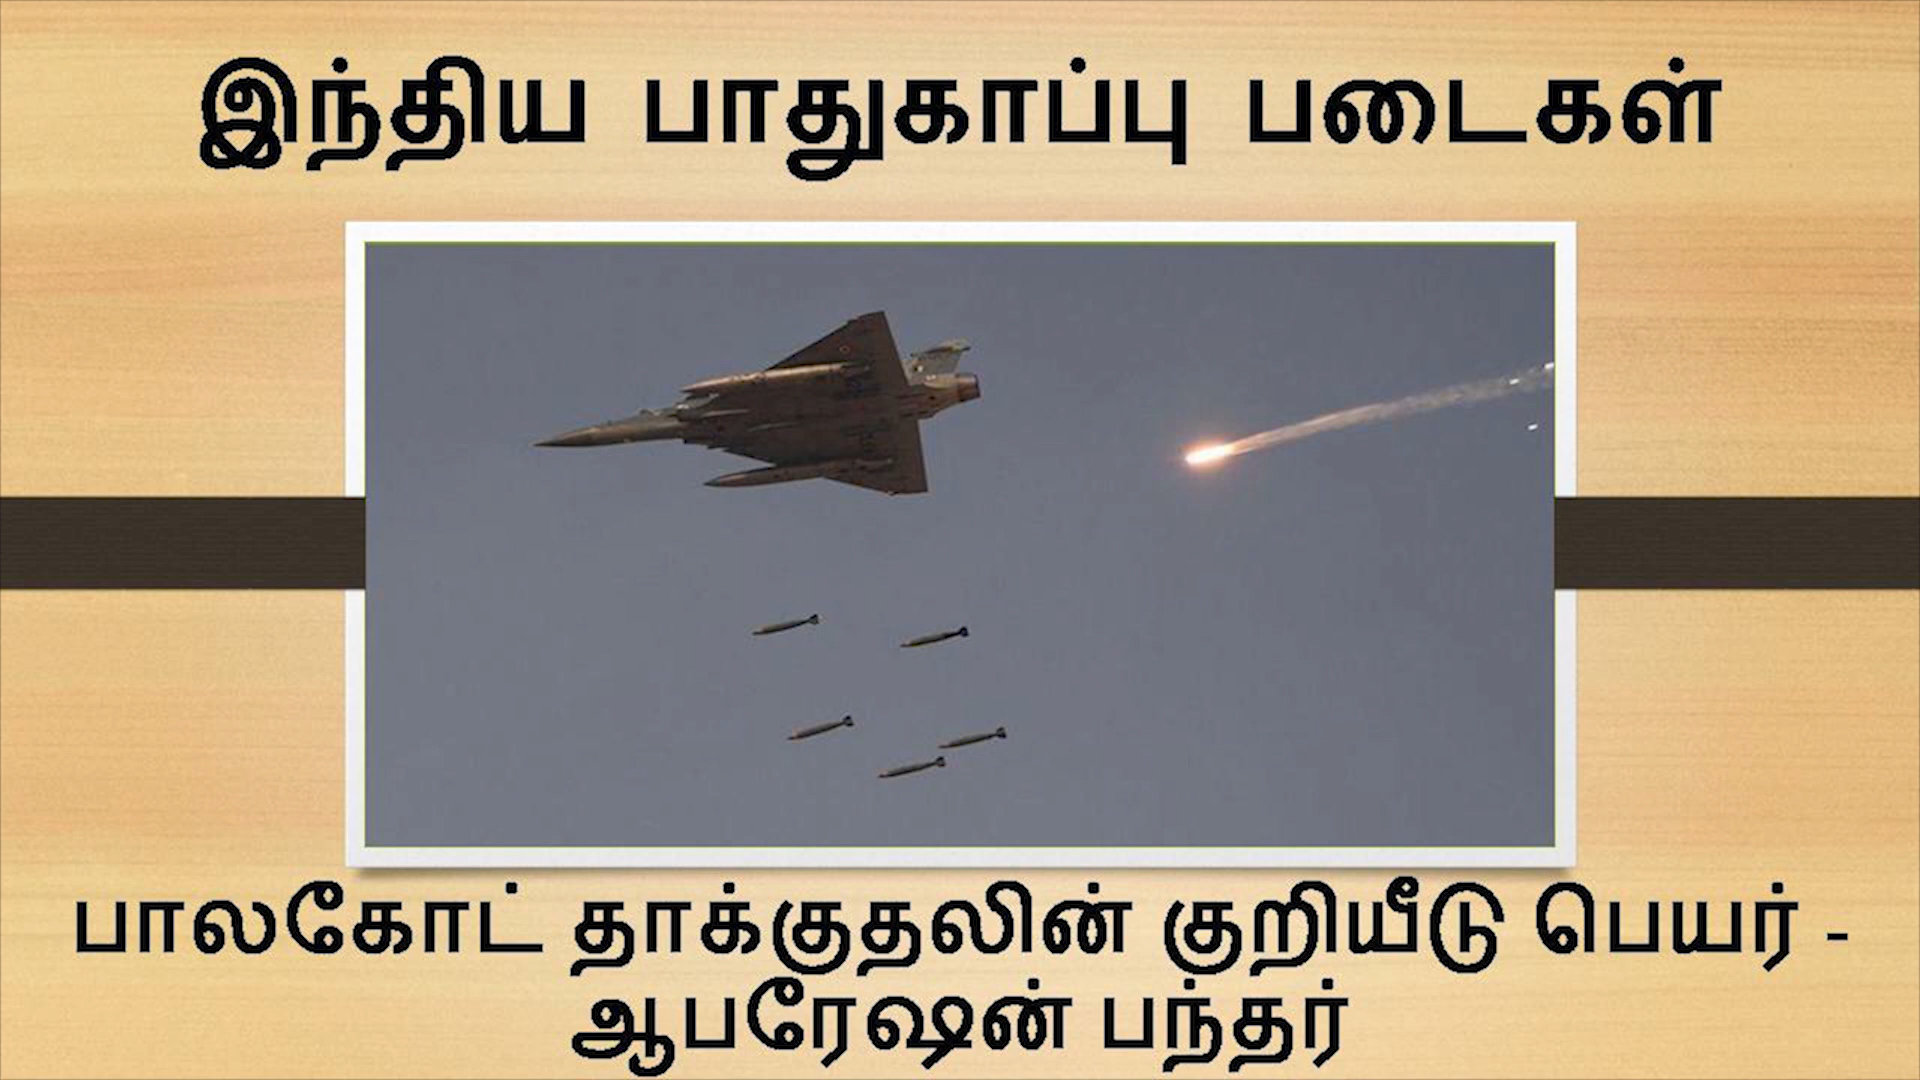 இந்திய பாதுகாப்பு படைகள்
பாலகோட் தாக்குதலின் குறியீடு பெயர் -
ஆபரேஷன் பந்தர்